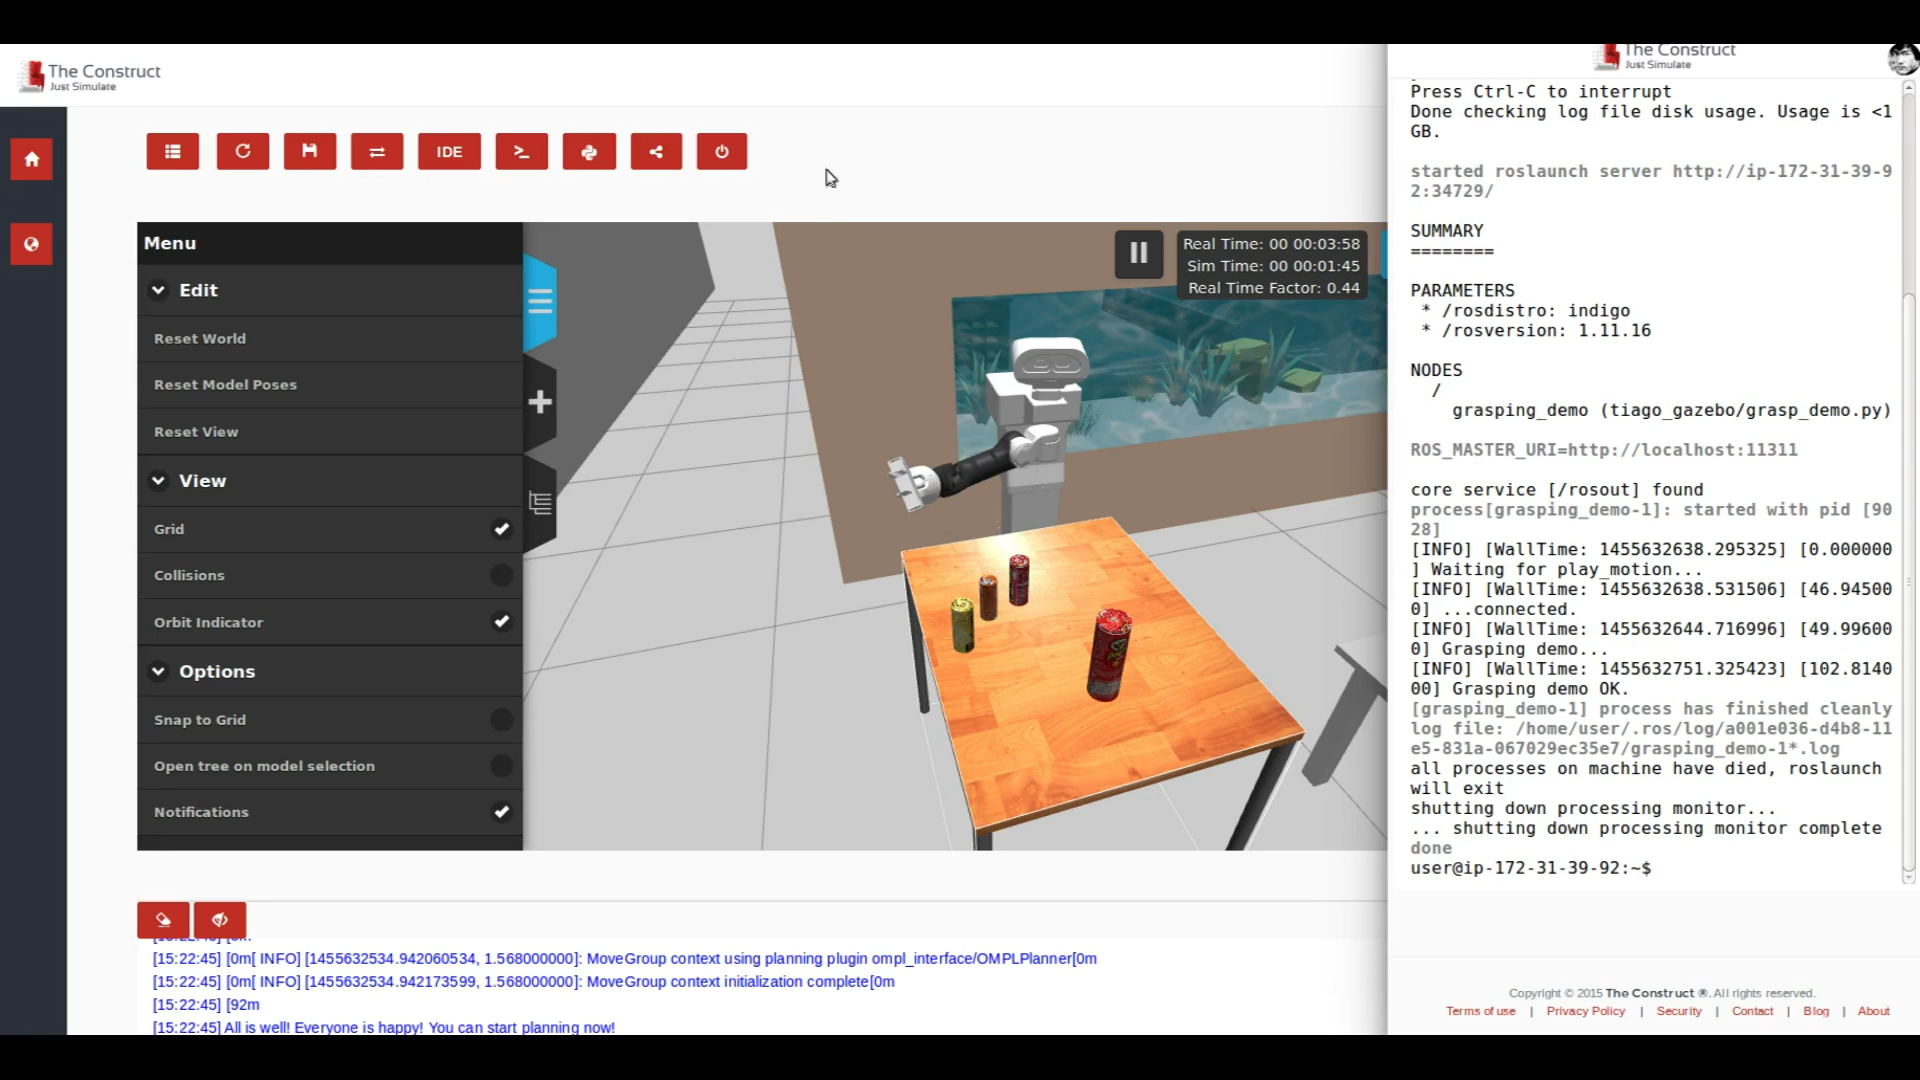 The Construct
Just Simulate
IDE
Menu
Edit
Reset World
Reset Model Poses
Reset View
View
Grid
Collisions
Orbit Indicator
Options
Snap to Grid
Open tree on model selection
Notifications
Real Time: 00 00:03:58
Sim Time: 00 00:01:45
Real Time Factor: 0.44
[15:22:45] [0m[ INFO] [1455632534.942060534, 1.568000000]: MoveGroup context using planning plugin ompl_interface/OMPLPlanner[0m
[15:22:45] [0m[ INFO] [1455632534.942173599, 1.568000000]: MoveGroup context initialization complete[0m
[15:22:45] [92m
[15:22:45] All is well! Everyone is happy! You can start planning now!
The Construct
Just Simulate
Press Ctrl-C to interrupt
Done checking log file disk usage. Usage is <1
GB.
started roslaunch server http://ip-172-31-39-9
2:34729/
SUMMARY
========
PARAMETERS
* /rosdistro: indigo
* /rosversion: 1.11.16
NODES
/
grasping_demo (tiago_gazebo/grasp_demo.py)
ROS_MASTER_URI=http://localhost:11311
core service [/rosout] found
process[grasping_demo-1]: started with pid [90
28]
[INFO] [WallTime: 1455632638.295325] [0.000000
] Waiting for play_motion...
[INFO] [WallTime: 1455632638.531506] [46.94500
0] ...connected.
[INFO] [WallTime: 1455632644.716996] [49.99600
0] Grasping demo...
[INFO] [WallTime: 1455632751.325423] [102.8140
00] Grasping demo OK.
[grasping_demo-1] process has finished cleanly
log file: /home/user/.ros/log/a001e036-d4b8-11
e5-831a-067029ec35e7/grasping_demo-1*.log
all processes on machine have died, roslaunch
will exit
shutting down processing monitor...
... shutting down processing monitor complete
done
user@ip-172-31-39-92:~$
Copyright © 2015 The Construct ®. All rights reserved.
Terms of use | Privacy Policy | Security | Contact | Blog | About